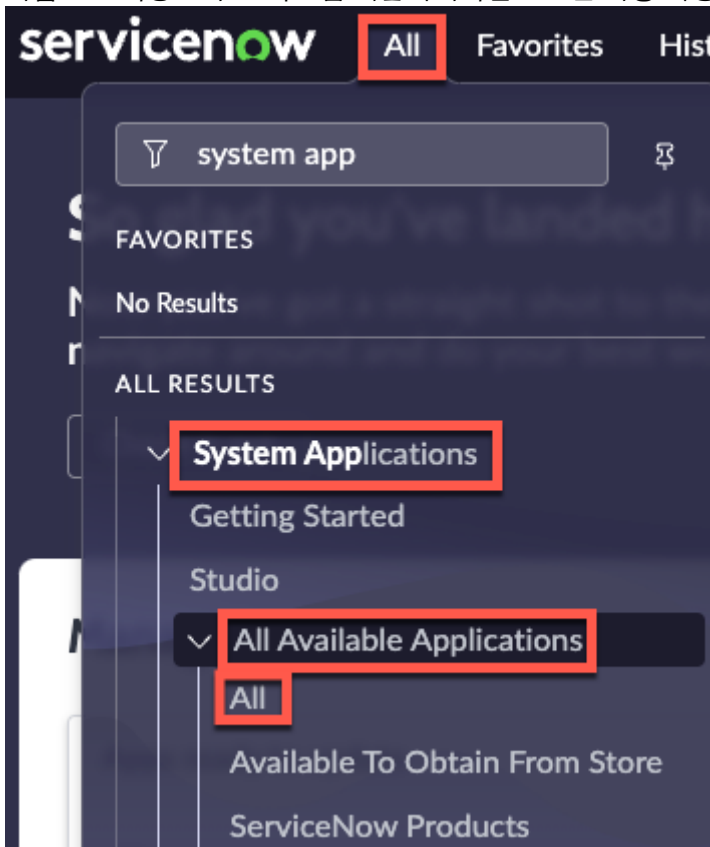 servicenow All Favorites Hist
system app
FAVORITES
No Results
ALL RESULTS
System Applications
Getting Started
Studio
All Available Applications
All
Available To Obtain From Store
ServiceNow Products